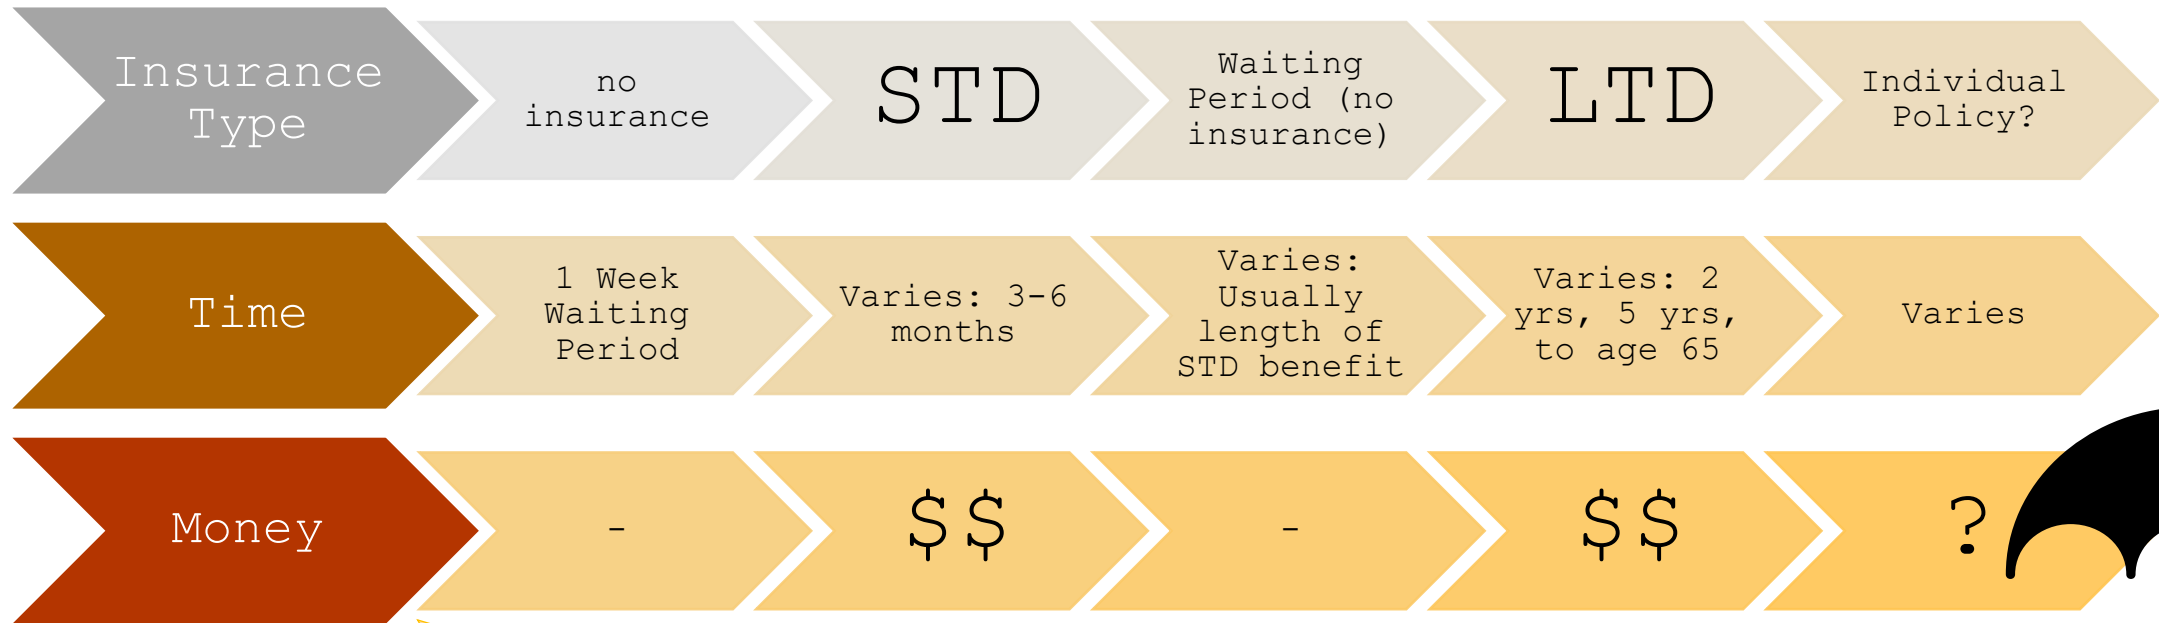 Insurance
Type
no
insurance
STD
Waiting
Period (no
insurance)
LTD
Individual
Policy?
Time
1 Week
Waiting
Period
Varies: 3-6
months
Varies:
Usually
length of
STD benefit
Varies: 2
yrs, 5 yrs,
to age 65
Varies
Money
-
$$
-
$$
?